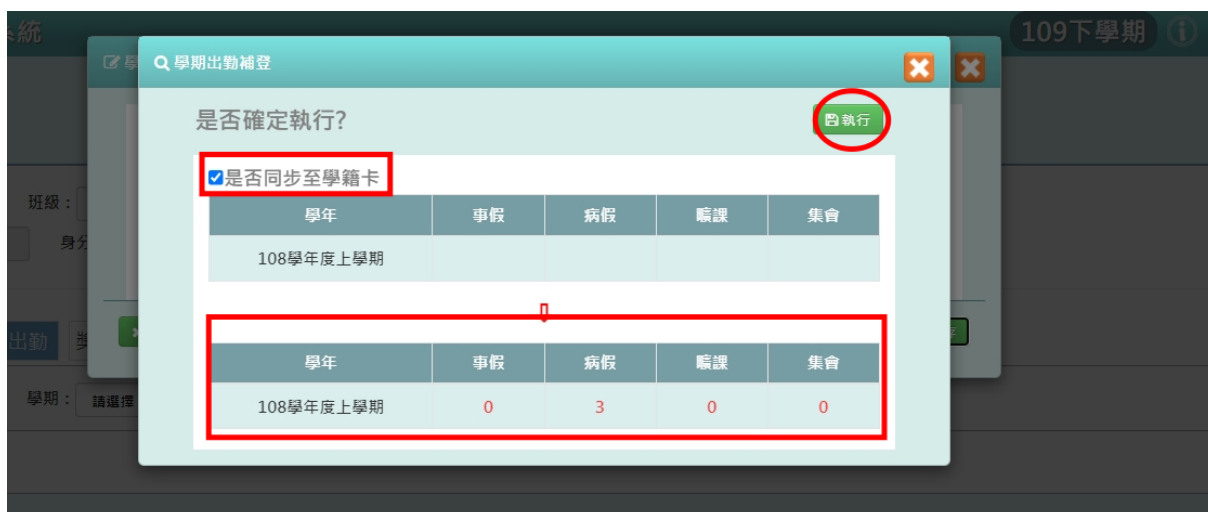 系統
109下學期
學
學期出勤補登
是否確定執行?
執行
是否同步至學籍卡
學年 事假 病假 曠課 集會
108學年度上學期
學年 事假 病假 曠課 集會
108學年度上學期 0 3 0 0
班級：
身分
出勤
學期： 請選擇